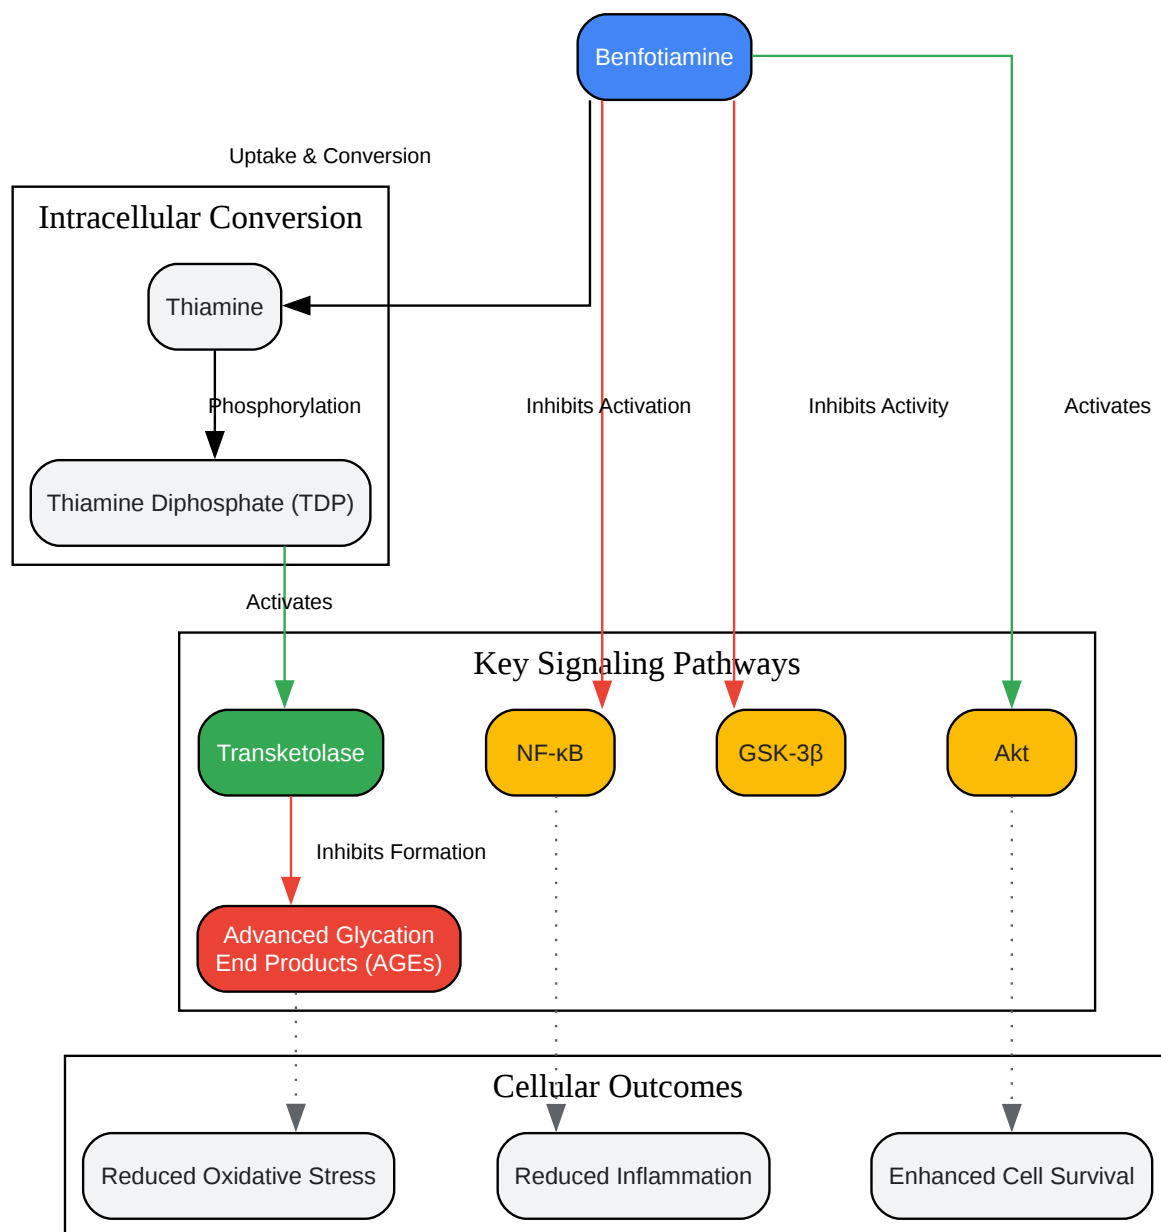 Benfotiamine
Uptake & Conversion
Intracellular Conversion
Thiamine
Phosphorylation
Inhibits Activation
Inhibits Activity
Activates
Thiamine Diphosphate (TDP)
Activates
Key Signaling Pathways
Transketolase
NF-κB
GSK-3β
Akt
Inhibits Formation
Advanced Glycation
End Products (AGEs)
Cellular Outcomes
Reduced Oxidative Stress
Reduced Inflammation
Enhanced Cell Survival